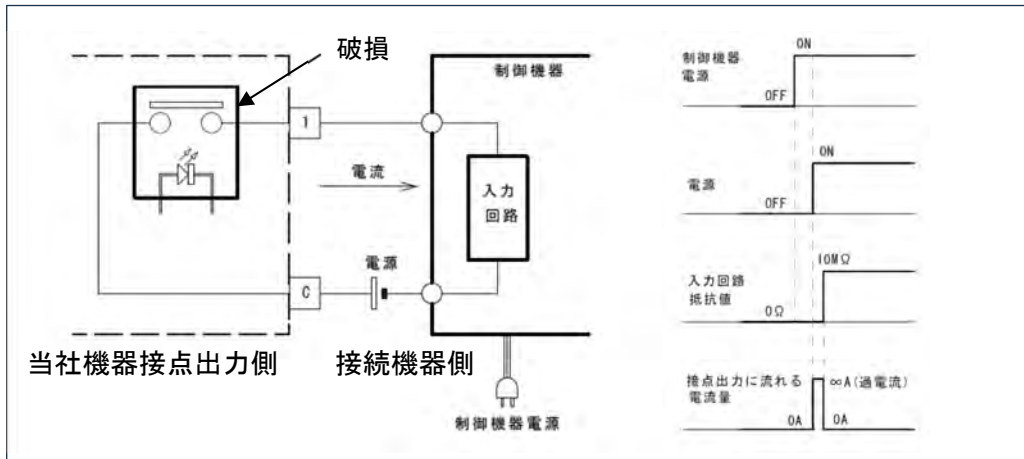 破損
制御機器
1
電流
入力
回路
電源
C
当社機器接点出力側
接続機器側
制御機器電源
制御機器
電源
ON
OFF
電源
ON
OFF
入力回路
抵抗値
10MΩ
0Ω
接点出力に流れる
電流量
∞A(過電流)
0A
0A